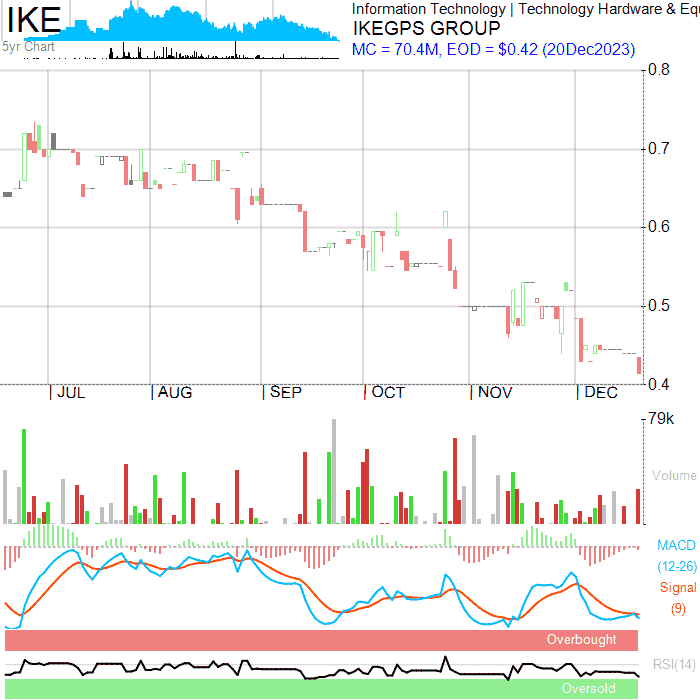 IKE
5yr Chart
Information Technology | Technology Hardware & Equ
IKEGPS GROUP
MC = 70.4M, EOD = $0.42 (20Dec2023)
0.8
0.7
0.6
0.5
0.4
JUL
AUG
SEP
OCT
NOV
DEC
79k
Volume
MACD
(12-26)
Signal
(9)
Overbought
RSI(14)
Oversold